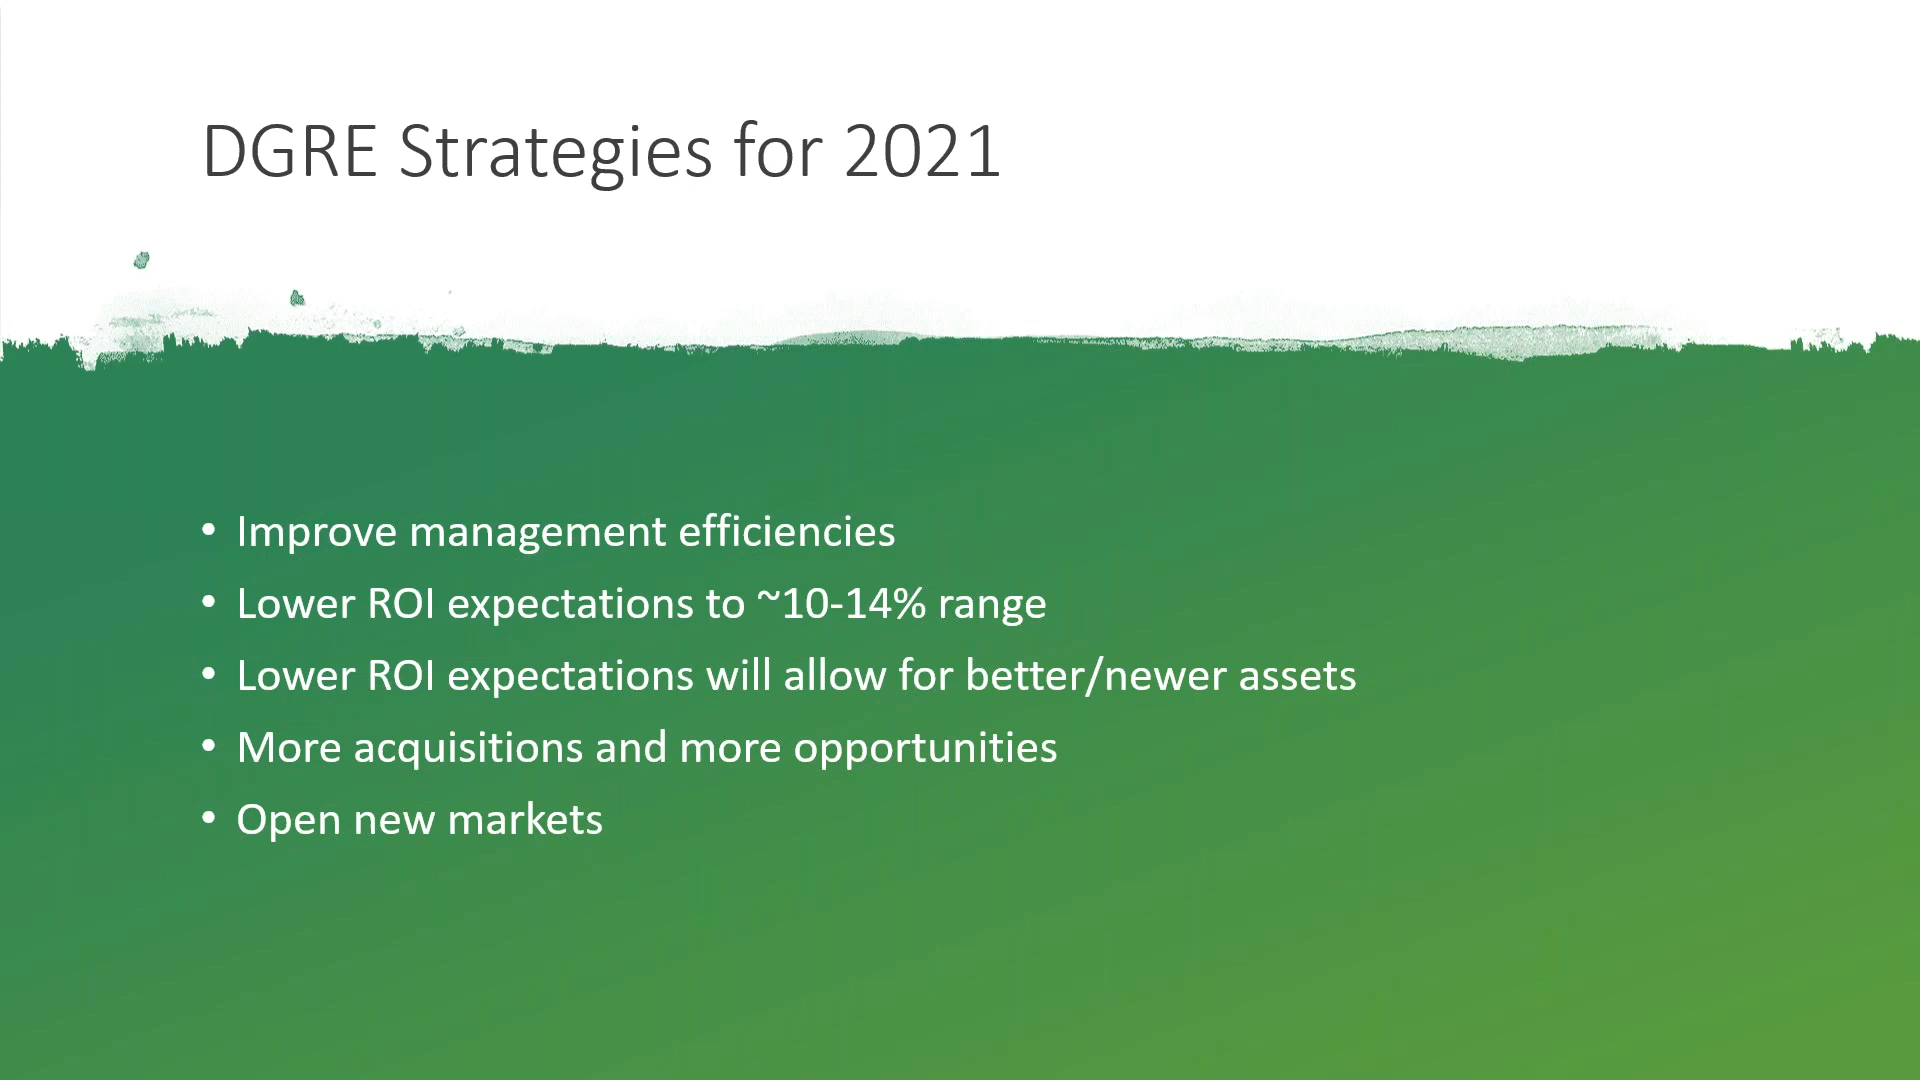 DGRE Strategies for 2021
• Improve management efficiencies
• Lower ROI expectations to ~10-14% range
• Lower ROI expectations will allow for better/newer assets
• More acquisitions and more opportunities
• Open new markets